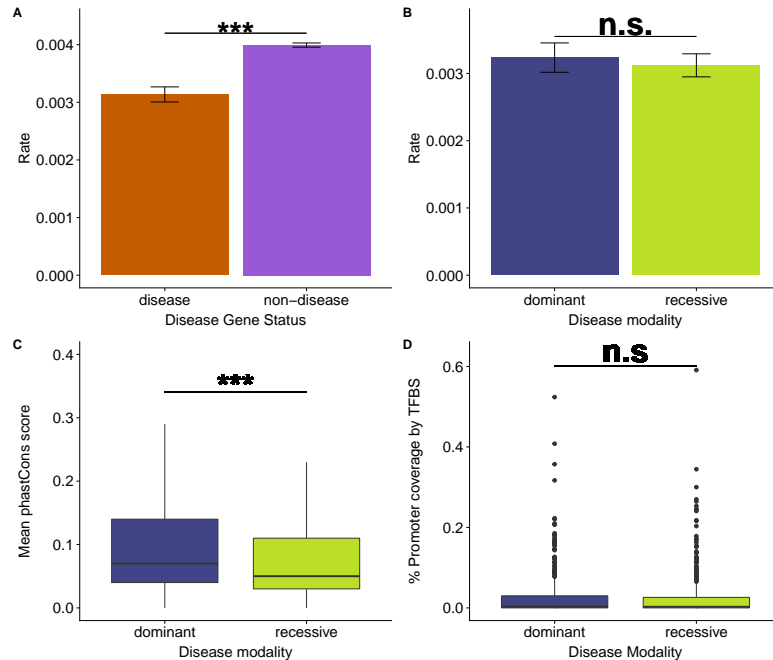 A
***
0.004
0.003
0.002
0.001
0.000
Rate
disease
non−disease
Disease Gene Status
B
n.s.
0.003
0.002
0.001
0.000
Rate
dominant
recessive
Disease modality
C
***
0.4
0.3
0.2
0.1
0.0
Mean phastCons score
dominant
recessive
Disease modality
D
n.s
0.6
0.4
0.2
0.0
% Promoter coverage by TFBS
dominant
recessive
Disease Modality